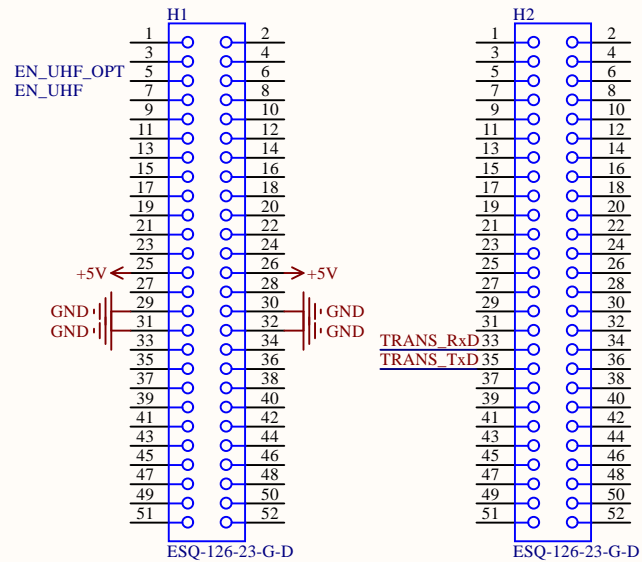 H1 H2
1 2 1 2
3 4 3 4
EN_UHF_OPT 5 6 5 6
EN_UHF 7 8 7 8
9 10 9 10
11 12 11 12
13 14 13 14
15 16 15 16
17 18 17 18
19 20 19 20
21 22 21 22
23 24 23 24
+5V 25 26 +5V 25 26
27 28 27 28
GND 29 30 GND 29 30
GND 31 32 GND 31 32
33 34 TRANS_RxD 33 34
35 36 TRANS_TxD 35 36
37 38 37 38
39 40 39 40
41 42 41 42
43 44 43 44
45 46 45 46
47 48 47 48
49 50 49 50
51 52 51 52
ESQ-126-23-G-D ESQ-126-23-G-D